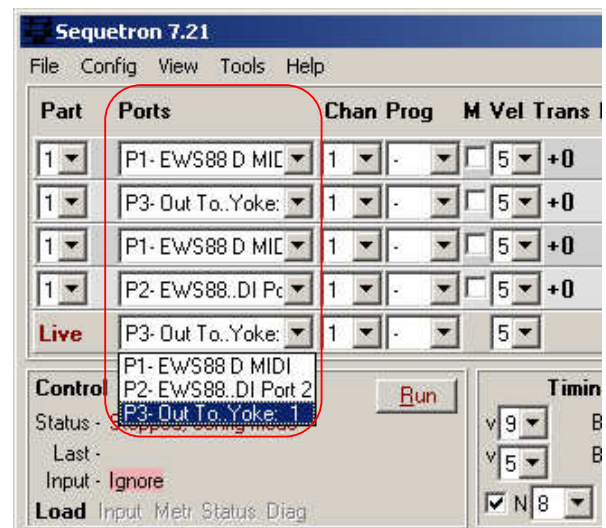 Sequetron 7.21
File Config View Tools Help
Part Ports Chan Prog M Vel Trans
1 P1- EWS88 D MID 1 - 5 +0
1 P3- Out To..Yoke: 1 - 5 +0
1 P1- EWS88 D MID 1 - 5 +0
1 P2- EWS88..DI Po 1 - 5 +0
Live P3- Out To..Yoke: 1 - 5
P1- EWS88 D MIDI
P2- EWS88..DI Port 2
P3- Out To..Yoke: 1
Control Run Timin
Status - v 9 B
Last - v 5 B
Input - Ignore
Load Input Metr Status Diag N 8